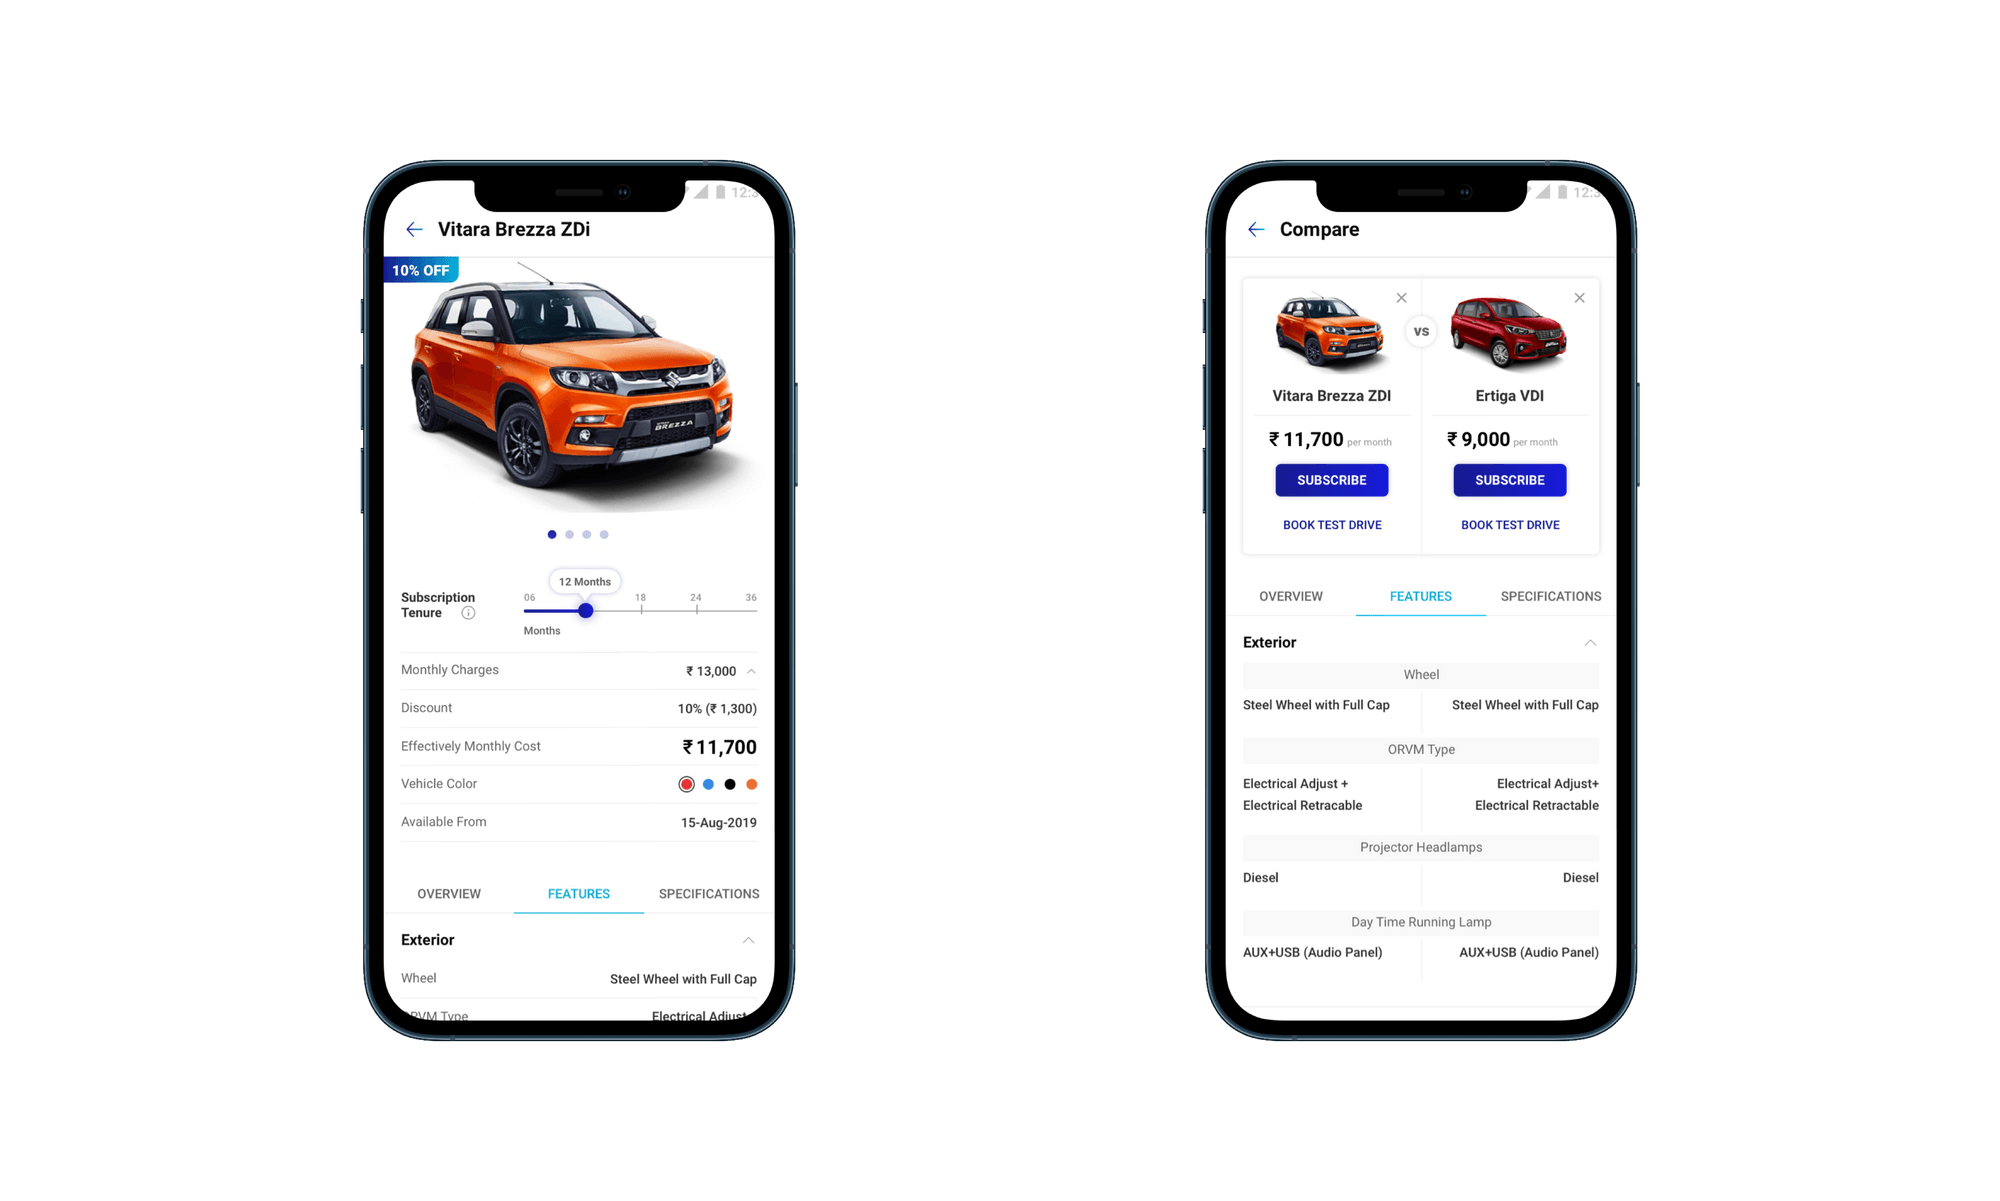 Vitara Brezza ZDi
10% OFF
BREZZA
12 Months
Subscription
Tenure
06 18 24 36
Months
Monthly Charges ₹ 13,000
Discount 10% (₹ 1,300)
Effectively Monthly Cost ₹ 11,700
Vehicle Color
Available From 15-Aug-2019
OVERVIEW FEATURES SPECIFICATIONS
Exterior
Wheel Steel Wheel with Full Cap
ORVM Type Electrical Adjust
Compare
VS
Vitara Brezza ZDI Ertiga VDI
₹ 11,700 per month ₹ 9,000 per month
SUBSCRIBE SUBSCRIBE
BOOK TEST DRIVE BOOK TEST DRIVE
OVERVIEW FEATURES SPECIFICATIONS
Exterior
Wheel
Steel Wheel with Full Cap Steel Wheel with Full Cap
ORVM Type
Electrical Adjust + Electrical Adjust+
Electrical Retracable Electrical Retractable
Projector Headlamps
Diesel Diesel
Day Time Running Lamp
AUX+USB (Audio Panel) AUX+USB (Audio Panel)